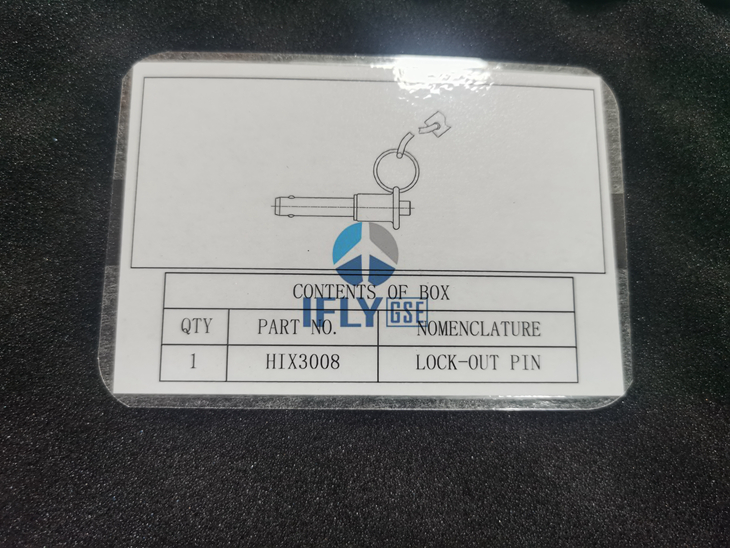 CONTENTS OF BOX
IFLY GSE
QTY PART NO. NOMENCLATURE
1 HIX3008 LOCK-OUT PIN